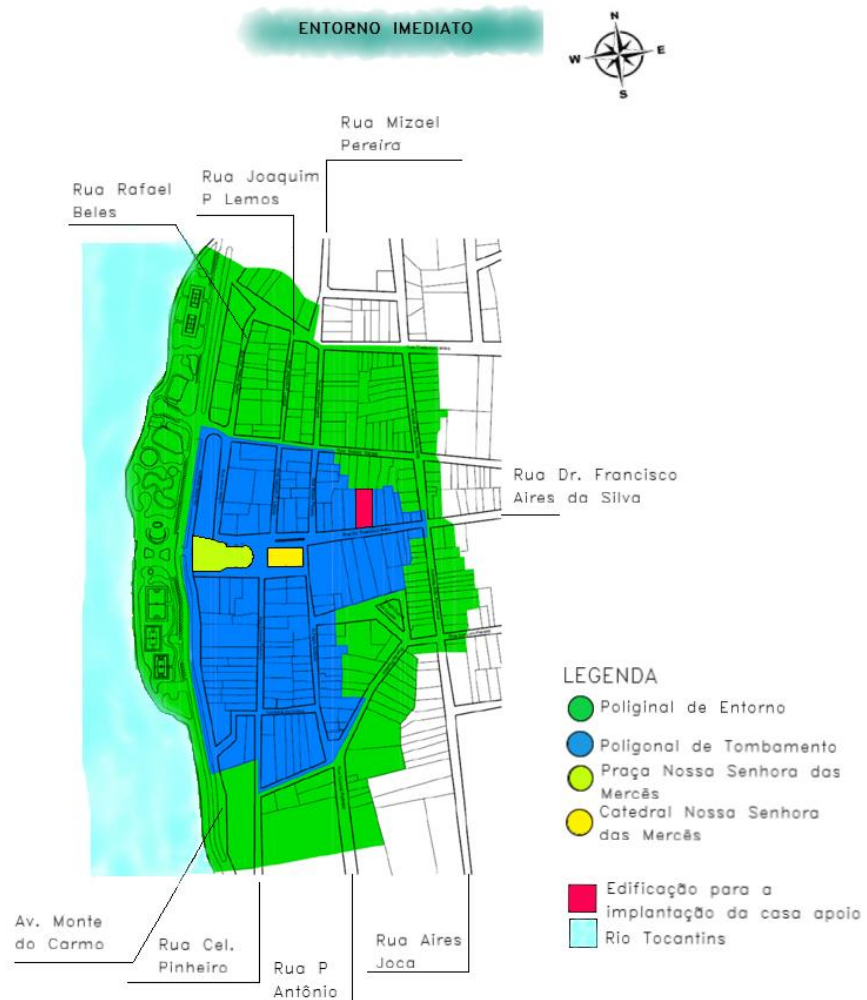 ENTORNO IMEDIATO
N
W
E
S
Rua Mizael
Pereira
Rua Joaquim
P Lemos
Rua Rafael
Beles
Rua Dr. Francisco
Aires da Silva
LEGENDA
Poliginal de Entorno
Poligonal de Tombamento
Praça Nossa Senhora das
Mercês
Catedral Nossa Senhora
das Mercês
Edificação para a
implantação da casa apoio
Rio Tocantins
Av. Monte
do Carmo
Rua Cel.
Pinheiro
Rua P
Antônio
Rua Aires
Joca